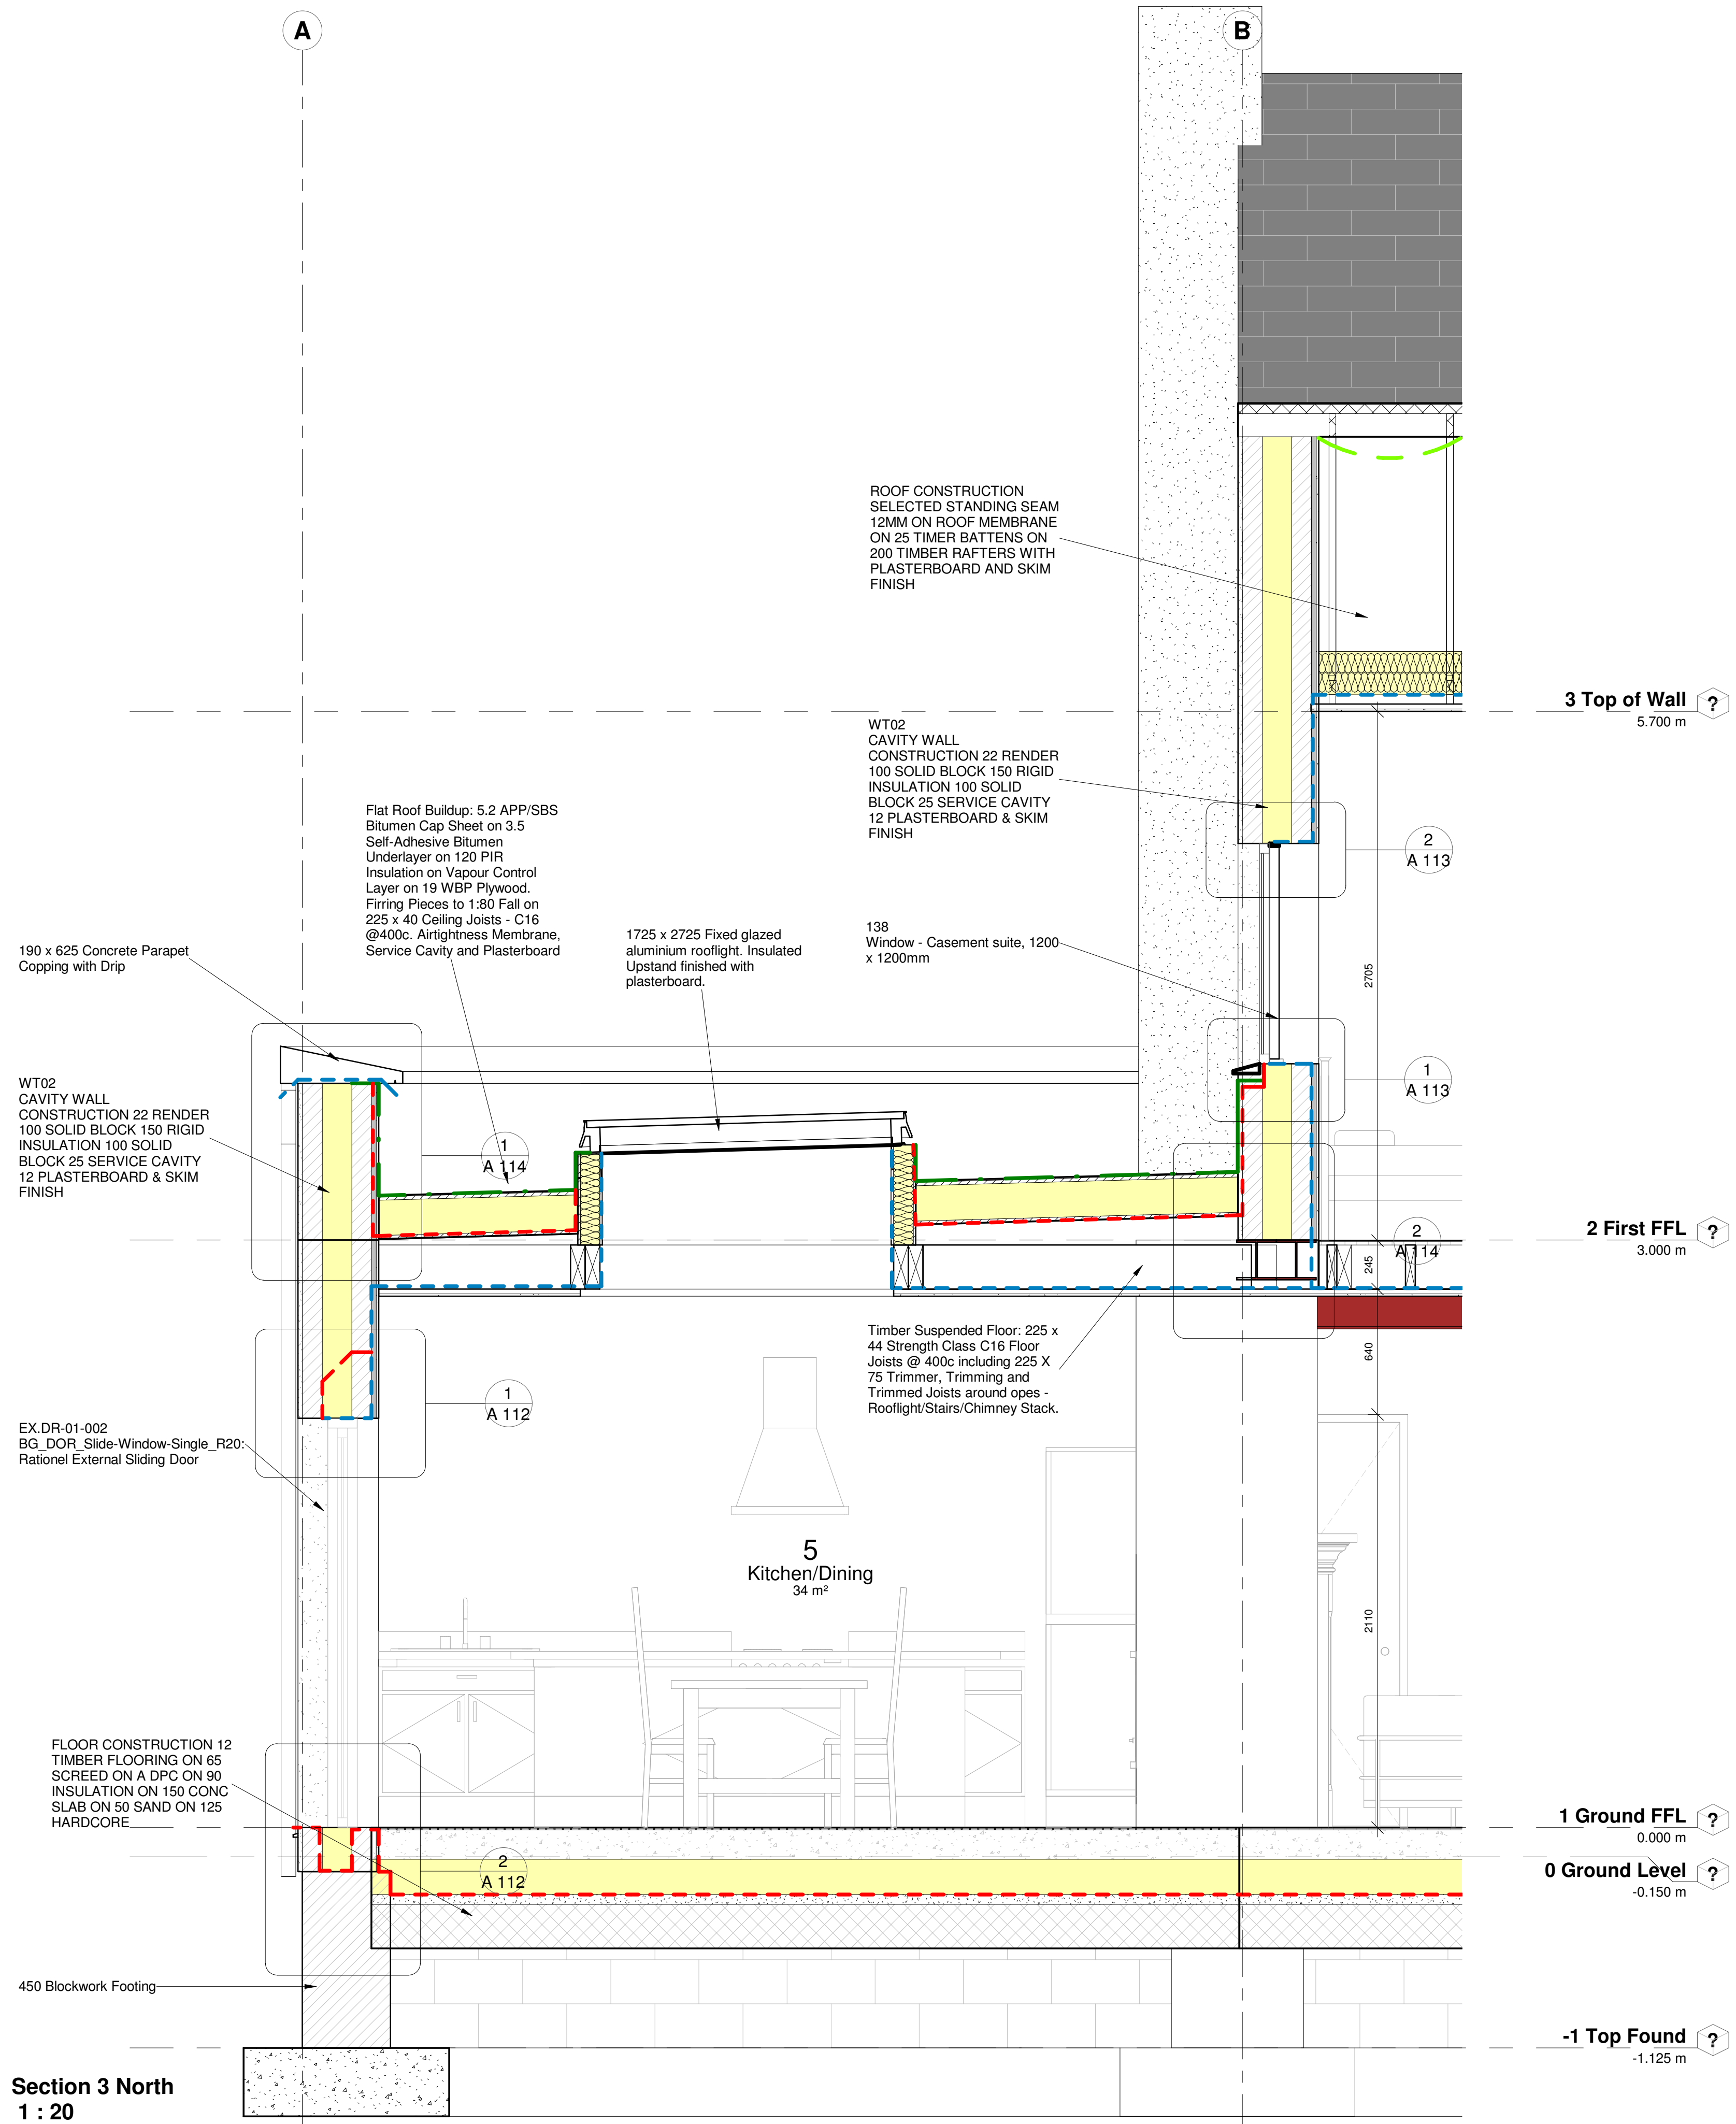 A
B
ROOF CONSTRUCTION
SELECTED STANDING SEAM
12MM ON ROOF MEMBRANE
ON 25 TIMER BATTENS ON
200 TIMBER RAFTERS WITH
PLASTERBOARD AND SKIM
FINISH
3 Top of Wall
5.700 m
?
WT02
CAVITY WALL
CONSTRUCTION 22 RENDER
100 SOLID BLOCK 150 RIGID
INSULATION 100 SOLID
BLOCK 25 SERVICE CAVITY
12 PLASTERBOARD & SKIM
FINISH
2
A 113
Flat Roof Buildup: 5.2 APP/SBS
Bitumen Cap Sheet on 3.5
Self-Adhesive Bitumen
Underlayer on 120 PIR
Insulation on Vapour Control
Layer on 19 WBP Plywood.
Firring Pieces to 1:80 Fall on
225 x 40 Ceiling Joists - C16
@400c. Airtightness Membrane,
Service Cavity and Plasterboard
1725 x 2725 Fixed glazed
aluminium rooflight. Insulated
Upstand finished with
plasterboard.
138
Window - Casement suite, 1200
x 1200mm
2705
190 x 625 Concrete Parapet
Copping with Drip
1
A 113
WT02
CAVITY WALL
CONSTRUCTION 22 RENDER
100 SOLID BLOCK 150 RIGID
INSULATION 100 SOLID
BLOCK 25 SERVICE CAVITY
12 PLASTERBOARD & SKIM
FINISH
1
A 114
2
A 114
2 First FFL
3.000 m
?
245
Timber Suspended Floor: 225 x
44 Strength Class C16 Floor
Joists @ 400c including 225 X
75 Trimmer, Trimming and
Trimmed Joists around opes -
Rooflight/Stairs/Chimney Stack.
640
1
A 112
EX.DR-01-002
BG_DOR_Slide-Window-Single_R20:
Rationel External Sliding Door
5
Kitchen/Dining
34 m²
2110
FLOOR CONSTRUCTION 12
TIMBER FLOORING ON 65
SCREED ON A DPC ON 90
INSULATION ON 150 CONC
SLAB ON 50 SAND ON 125
HARDCORE
1 Ground FFL
0.000 m
?
2
A 112
0 Ground Level
-0.150 m
?
450 Blockwork Footing
-1 Top Found
-1.125 m
?
Section 3 North
1 : 20